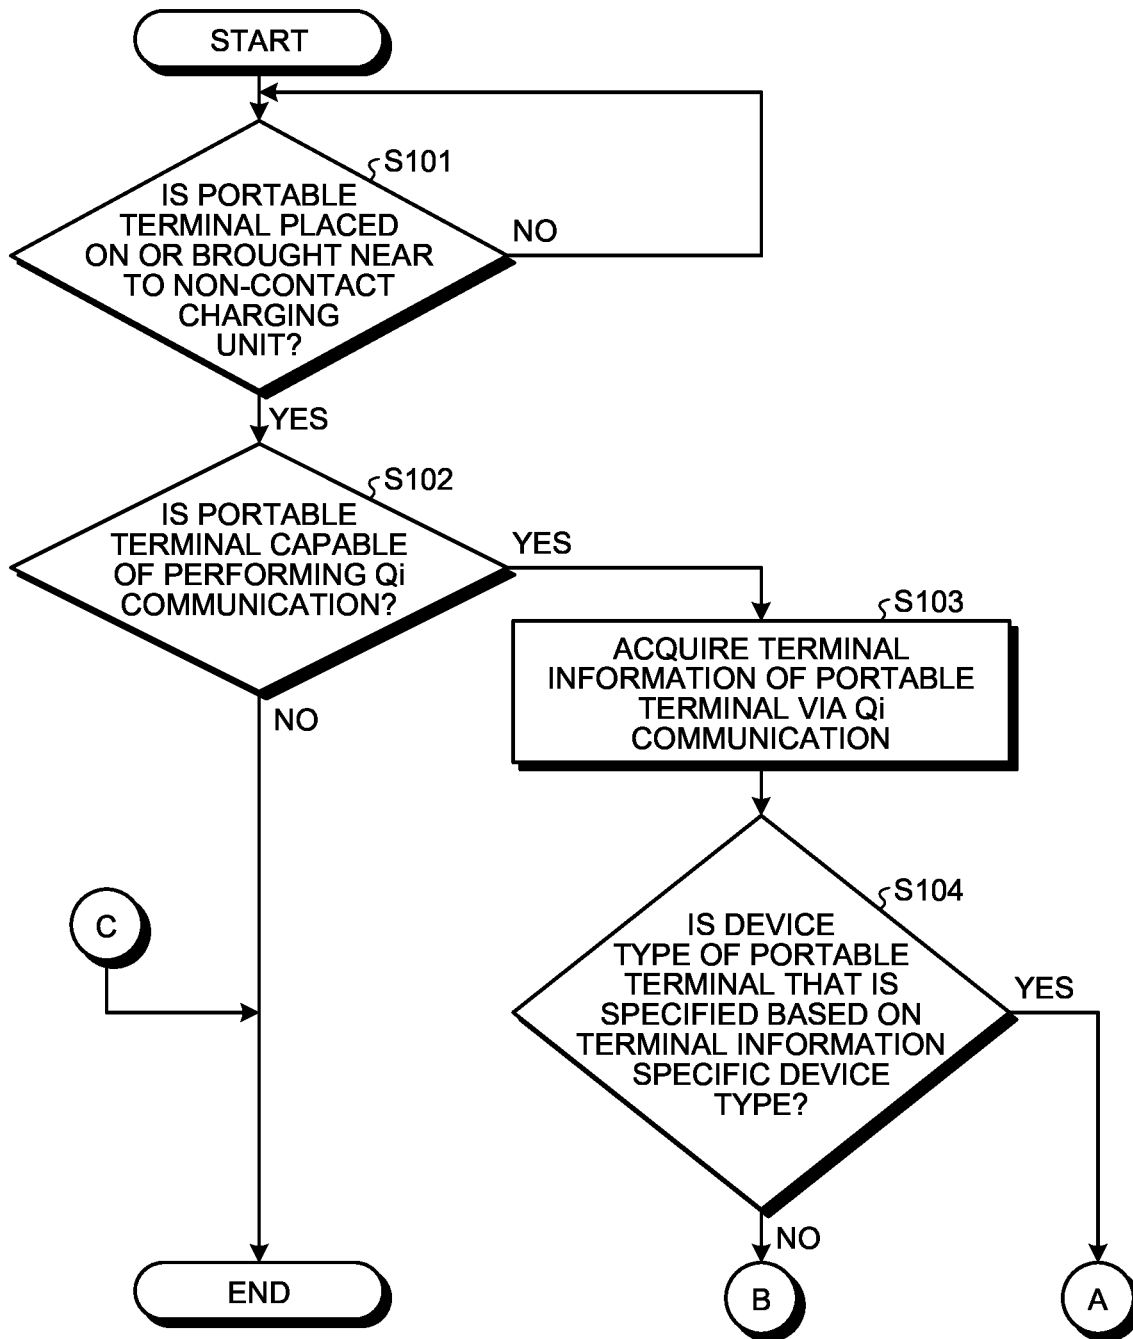 START
S101
IS PORTABLE
TERMINAL PLACED
ON OR BROUGHT NEAR
TO NON-CONTACT
CHARGING
UNIT?
NO
YES
S102
IS PORTABLE
TERMINAL CAPABLE
OF PERFORMING Qi
COMMUNICATION?
YES
NO
S103
ACQUIRE TERMINAL
INFORMATION OF PORTABLE
TERMINAL VIA Qi
COMMUNICATION
S104
IS DEVICE
TYPE OF PORTABLE
TERMINAL THAT IS
SPECIFIED BASED ON
TERMINAL INFORMATION
SPECIFIC DEVICE
TYPE?
YES
NO
C
END
B
A